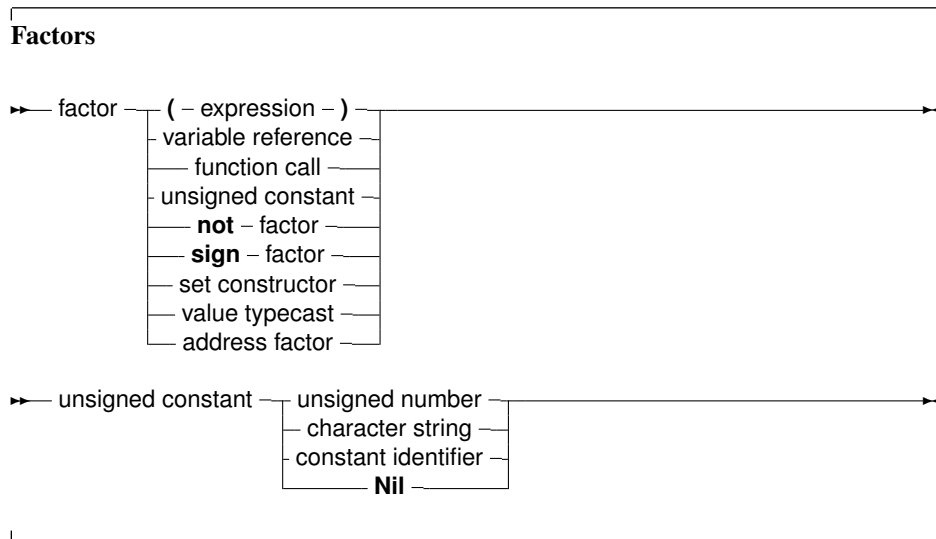 Factors
factor ( expression )
variable reference
function call
unsigned constant
not factor
sign factor
set constructor
value typecast
address factor
unsigned constant unsigned number
character string
constant identifier
Nil